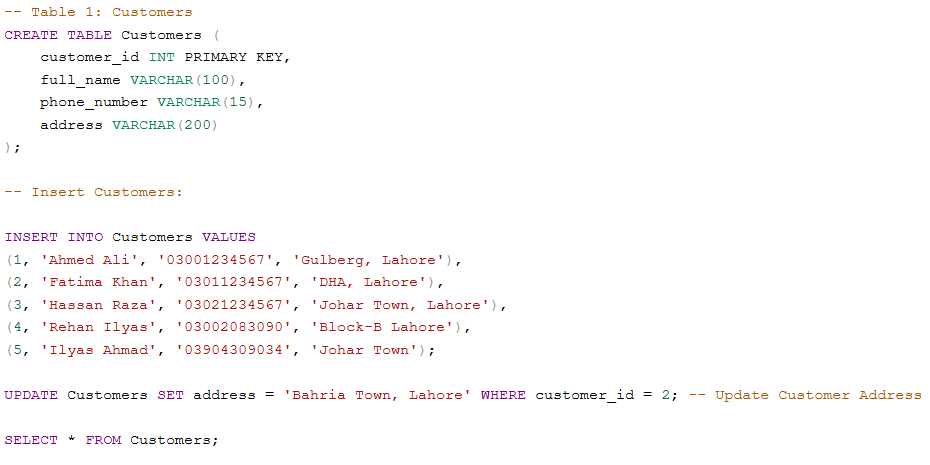 -- Table 1: Customers
CREATE TABLE Customers (
    customer_id INT PRIMARY KEY,
    full_name VARCHAR(100),
    phone_number VARCHAR(15),
    address VARCHAR(200)
);

-- Insert Customers:

INSERT INTO Customers VALUES
(1, 'Ahmed Ali', '03001234567', 'Gulberg, Lahore'),
(2, 'Fatima Khan', '03011234567', 'DHA, Lahore'),
(3, 'Hassan Raza', '03021234567', 'Johar Town, Lahore'),
(4, 'Rehan Ilyas', '03002083090', 'Block-B Lahore'),
(5, 'Ilyas Ahmad', '03904309034', 'Johar Town');

UPDATE Customers SET address = 'Bahria Town, Lahore' WHERE customer_id = 2; -- Update Customer Address

SELECT * FROM Customers;